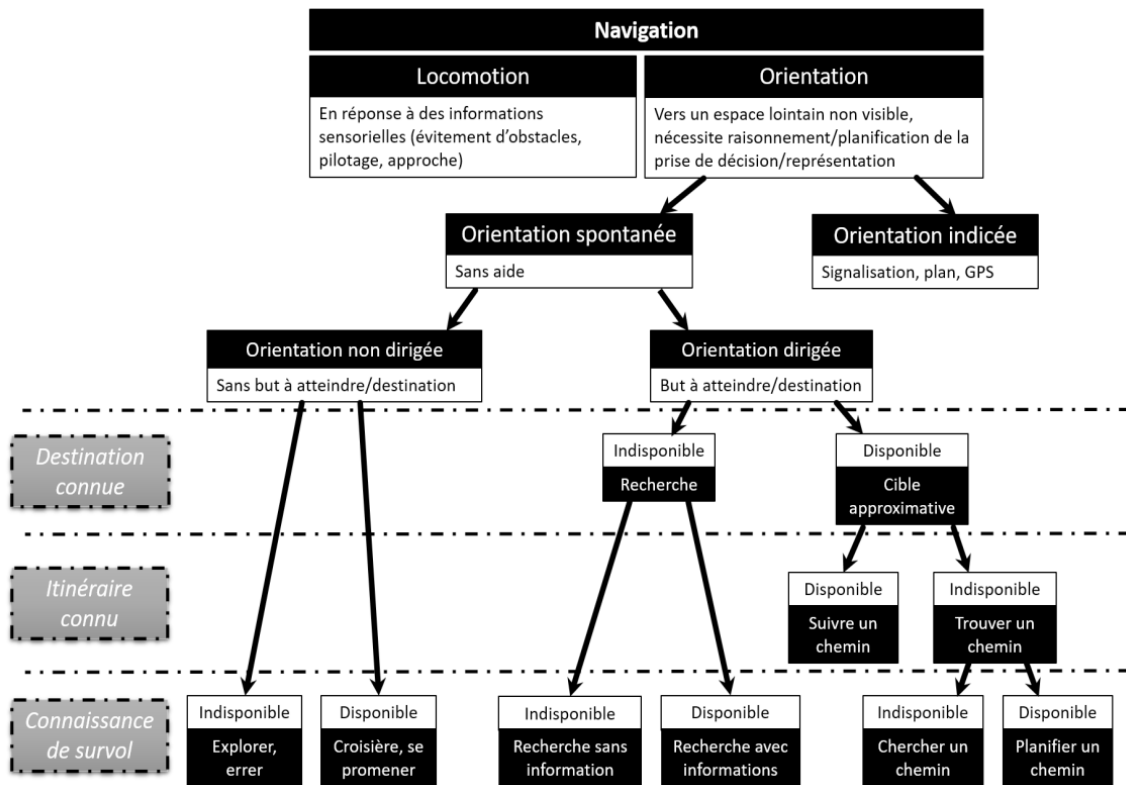 Navigation
Locomotion
En réponse à des informations
sensorielles (évitement d'obstacles,
pilotage, approche)
Orientation
Vers un espace lointain non visible,
nécessite raisonnement/planification de la
prise de décision/représentation
Orientation spontanée
Sans aide
Orientation indicée
Signalisation, plan, GPS
Orientation non dirigée
Sans but à atteindre/destination
Orientation dirigée
But à atteindre/destination
Destination
connue
Indisponible
Recherche
Disponible
Cible
approximative
Itinéraire
connu
Disponible
Suivre un
chemin
Indisponible
Trouver un
chemin
Connaissance
de survol
Indisponible
Explorer,
errer
Disponible
Croisière, se
promener
Indisponible
Recherche sans
information
Disponible
Recherche avec
informations
Indisponible
Chercher un
chemin
Disponible
Planifier un
chemin